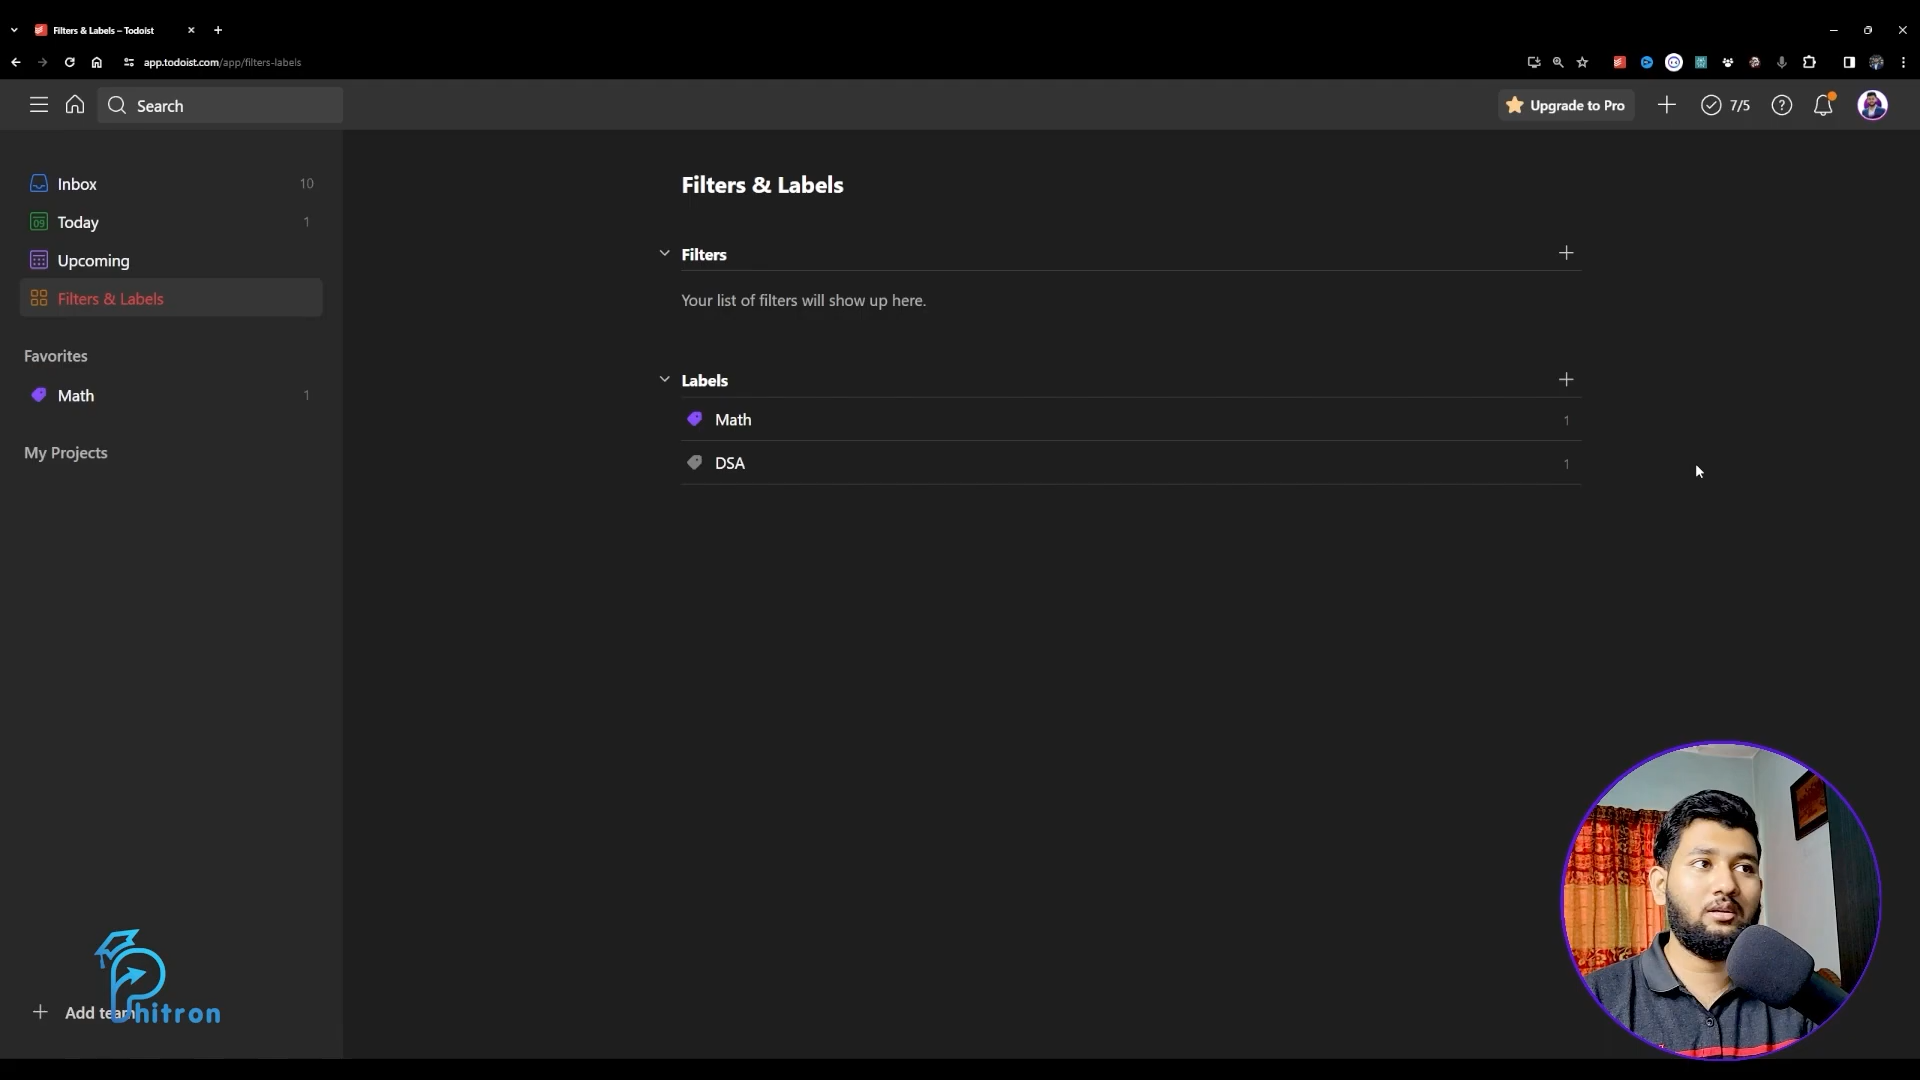 Filters & Labels – Todoist
app.todoist.com/app/filters-labels
Search
Upgrade to Pro
7/5
Inbox 10
09 Today 1
Upcoming
Filters & Labels
Favorites
Math 1
My Projects
Add team
Phitron
Filters & Labels
Filters
Your list of filters will show up here.
Labels
Math 1
DSA 1